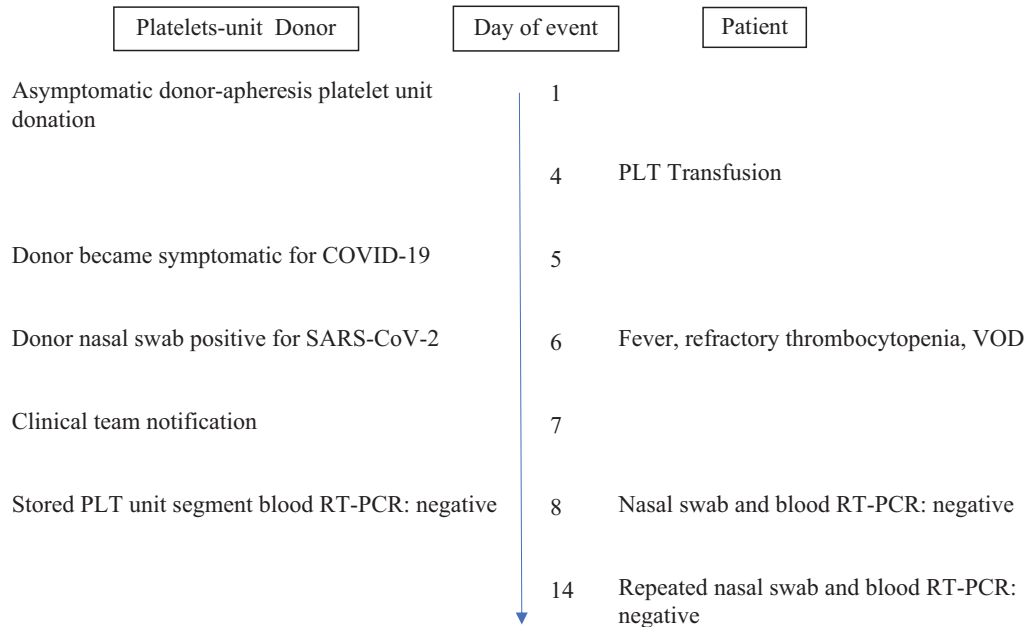 Platelets-unit Donor
Day of event
Patient
Asymptomatic donor-apheresis platelet unit
donation
1
4
PLT Transfusion
Donor became symptomatic for COVID-19
5
Donor nasal swab positive for SARS-CoV-2
6
Fever, refractory thrombocytopenia, VOD
Clinical team notification
7
Stored PLT unit segment blood RT-PCR: negative
8
Nasal swab and blood RT-PCR: negative
14
Repeated nasal swab and blood RT-PCR:
negative